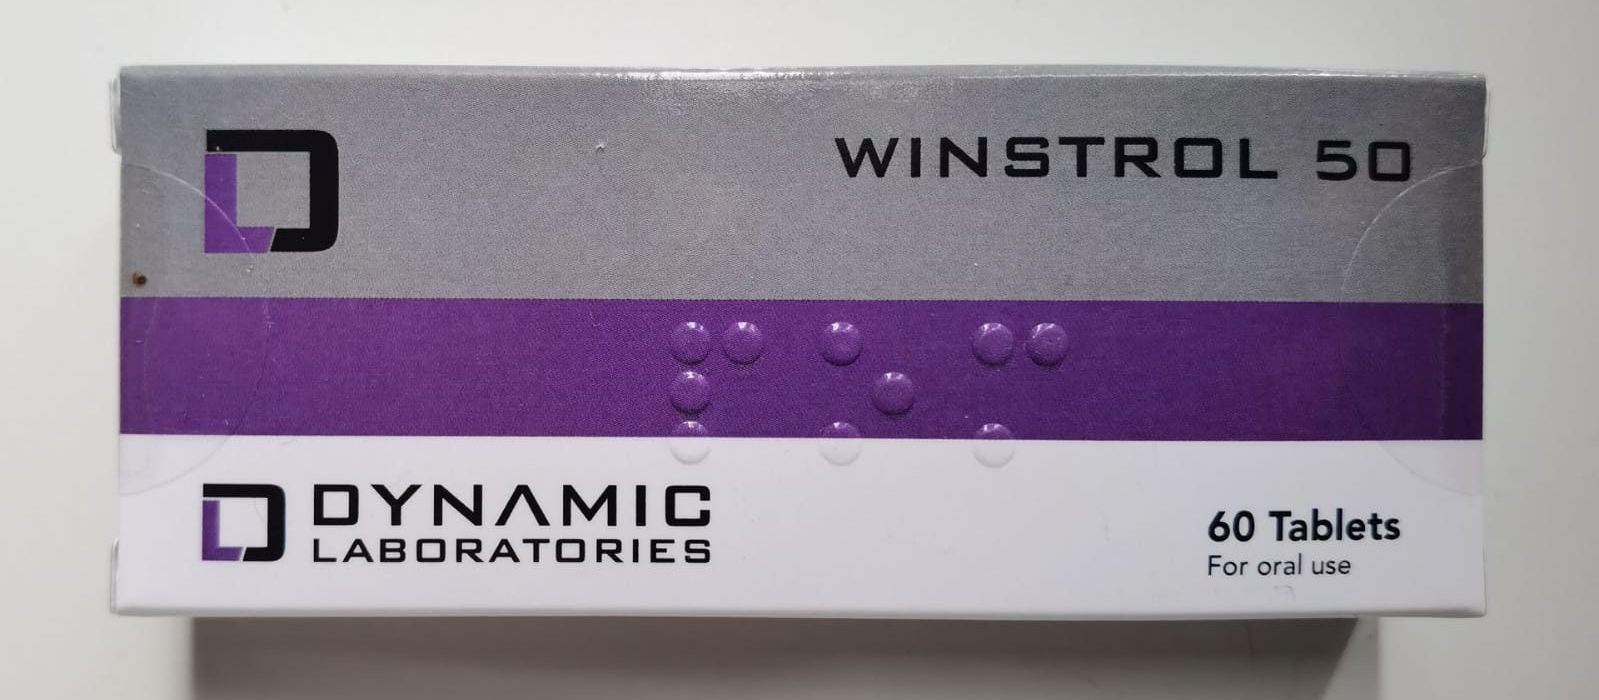 WINSTROL 50
DYNAMIC
LABORATORIES
60 Tablets
For oral use